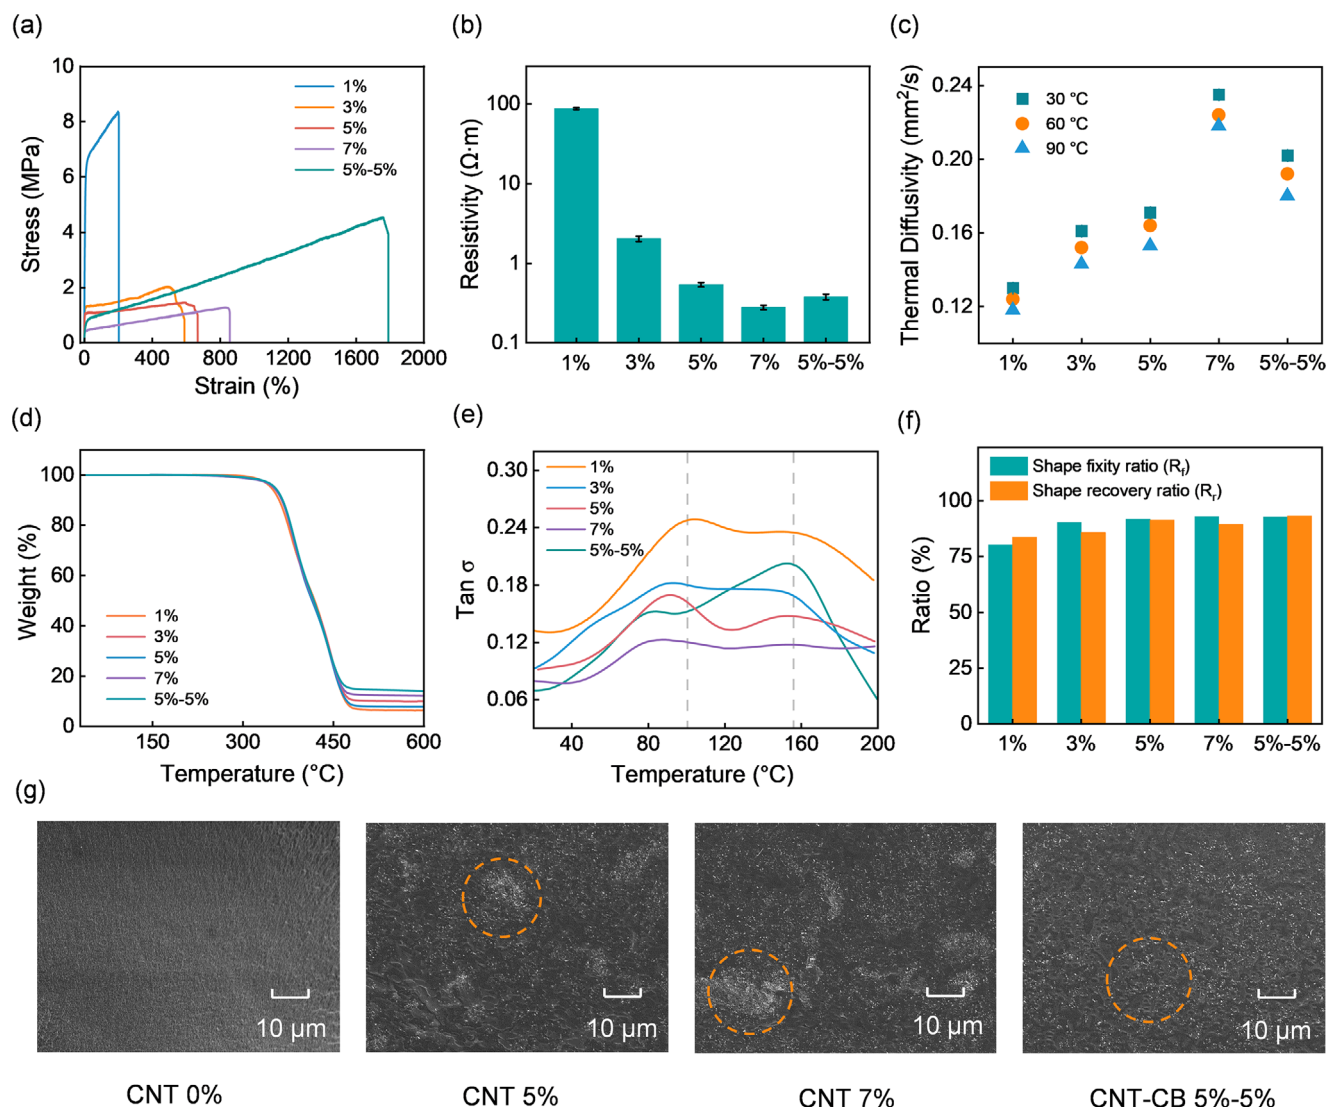 (a)
10
8
6
4
2
0
Stress (MPa)
1%
3%
5%
7%
5%-5%
0
400
800
1200
1600
2000
Strain (%)
(b)
100
10
1
0.1
Resistivity (Ω·m)
1%
3%
5%
7%
5%-5%
(c)
0.24
0.20
0.16
0.12
Thermal Diffusivity (mm²/s)
30 °C
60 °C
90 °C
1%
3%
5%
7%
5%-5%
(d)
100
80
60
40
20
0
Weight (%)
1%
3%
5%
7%
5%-5%
150
300
450
600
Temperature (°C)
(e)
0.30
0.24
0.18
0.12
0.06
Tan σ
1%
3%
5%
7%
5%-5%
40
80
120
160
200
Temperature (°C)
(f)
100
75
50
25
0
Ratio (%)
Shape fixity ratio (Rf)
Shape recovery ratio (Rr)
1%
3%
5%
7%
5%-5%
(g)
10 μm
10 μm
10 μm
10 μm
CNT 0%
CNT 5%
CNT 7%
CNT-CB 5%-5%